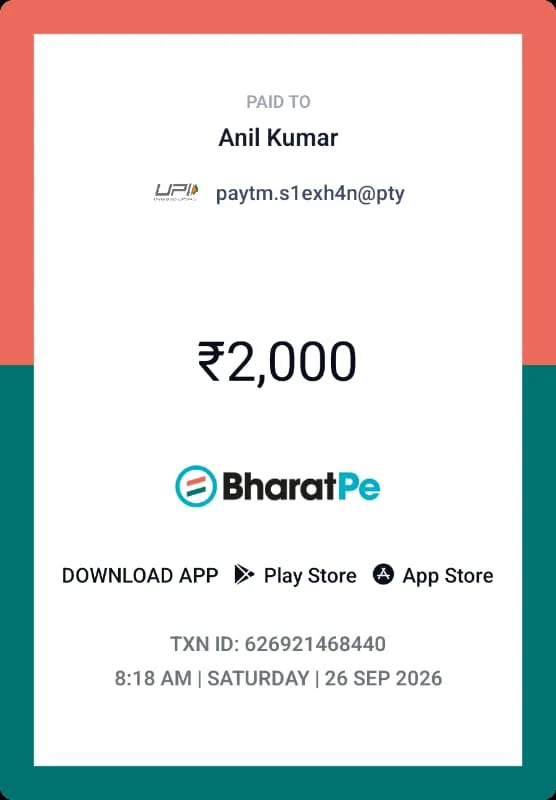 PAID TO
Anil Kumar
UPI paytm.s1exh4n@pty
₹2,000
BharatPe
DOWNLOAD APP Play Store App Store
TXN ID: 626921468440
8:18 AM | SATURDAY | 26 SEP 2026